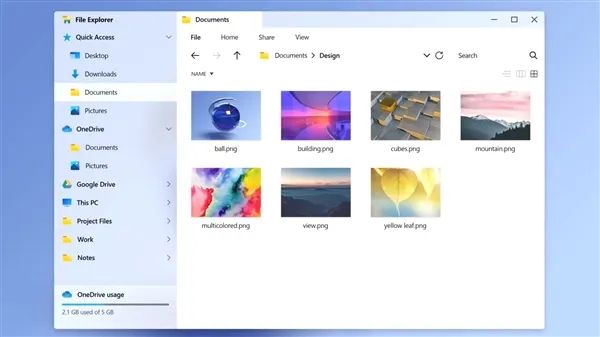 File Explorer
Quick Access
Desktop
Downloads
Documents
Pictures
OneDrive
Documents
Pictures
Google Drive
This PC
Project Files
Work
Notes
OneDrive usage
2.1 GB used of 5 GB
Documents
File Home Share View
Documents > Design
Search
NAME
ball.png building.png cubes.png mountain.png
multicolored.png view.png yellow leaf.png